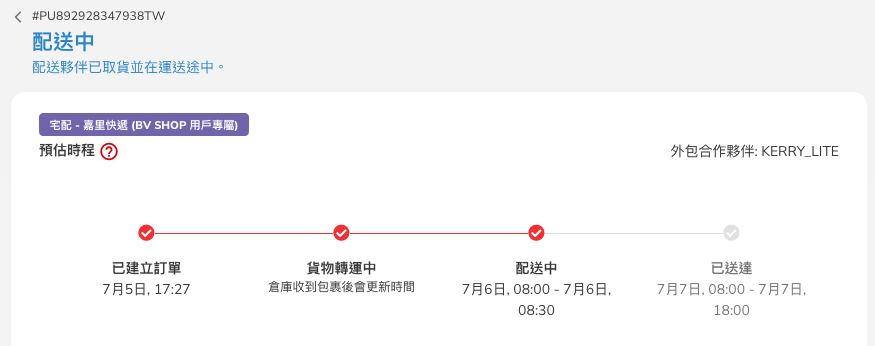 #PU892928347938TW
配送中
配送夥伴已取貨並在運送途中。
宅配 - 嘉里快遞 (BV SHOP 用戶專屬)
預估時程 ?
外包合作夥伴: KERRY_LITE
已建立訂單
7月5日, 17:27
貨物轉運中
倉庫收到包裹後會更新時間
配送中
7月6日, 08:00 - 7月6日,
08:30
已送達
7月7日, 08:00 - 7月7日,
18:00